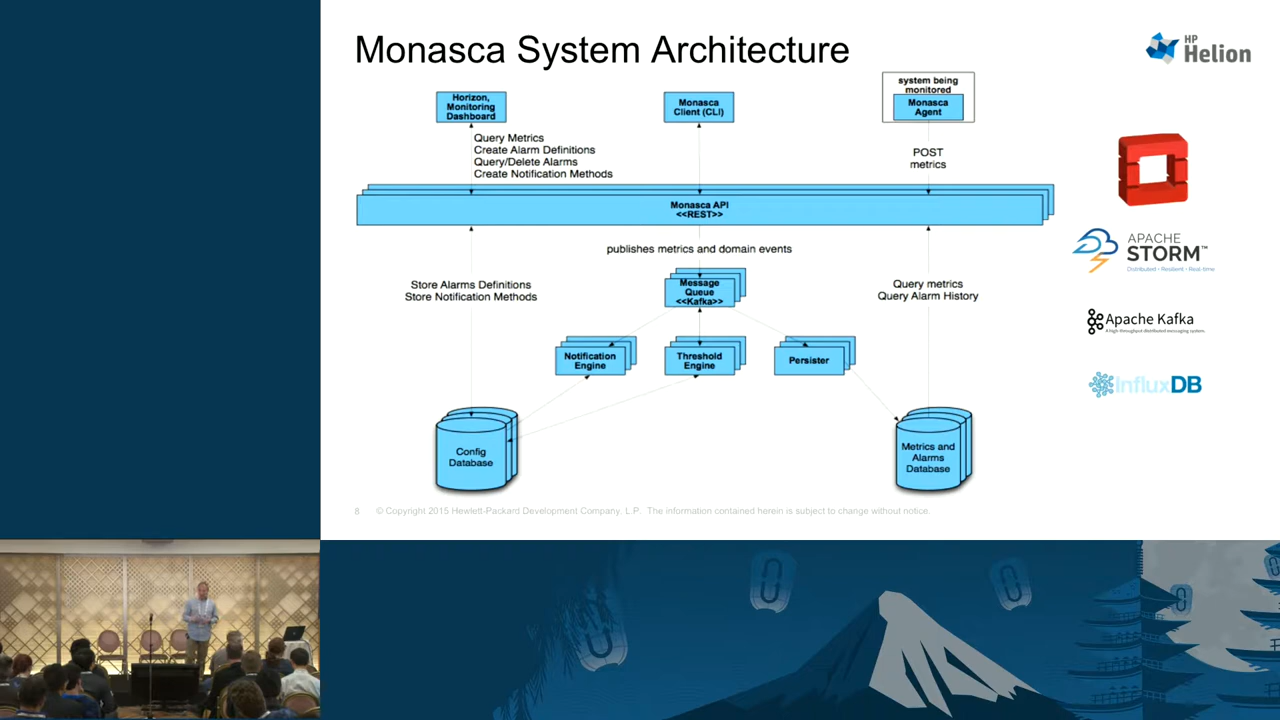 Monasca System Architecture
HP
Helion
system being
monitored
Horizon,
Monitoring
Dashboard
Monasca
Client (CLI)
Monasca
Agent
Query Metrics
Create Alarm Definitions
Query/Delete Alarms
Create Notification Methods
POST
metrics
Monasca API
<<REST>>
publishes metrics and domain events
APACHE
STORM™
Distributed • Resilient • Real-time
Store Alarms Definitions
Store Notification Methods
Message
Queue
<<Kafka>>
Query metrics
Query Alarm History
Apache Kafka
A high-throughput distributed messaging system.
Notification
Engine
Threshold
Engine
Persister
influxDB
Config
Database
Metrics and
Alarms
Database
8 © Copyright 2015 Hewlett-Packard Development Company, L.P. The information contained herein is subject to change without notice.